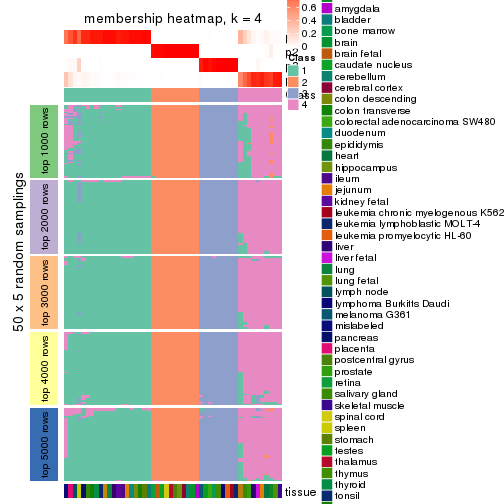 membership heatmap, k = 4
0.6
0.4
0.2
0
Class
1
2
3
4
50 x 5 random samplings
top 1000 rows
top 2000 rows
top 3000 rows
top 4000 rows
top 5000 rows
tissue
amygdala
bladder
bone marrow
brain
brain fetal
caudate nucleus
cerebellum
cerebral cortex
colon descending
colon transverse
colorectal adenocarcinoma SW480
duodenum
epididymis
heart
hippocampus
ileum
jejunum
kidney fetal
leukemia chronic myelogenous K562
leukemia lymphoblastic MOLT-4
leukemia promyelocytic HL-60
liver
liver fetal
lung
lung fetal
lymph node
lymphoma Burkitts Daudi
melanoma G361
mislabeled
pancreas
placenta
postcentral gyrus
prostate
retina
salivary gland
skeletal muscle
spinal cord
spleen
stomach
testes
thalamus
thymus
thyroid
tonsil